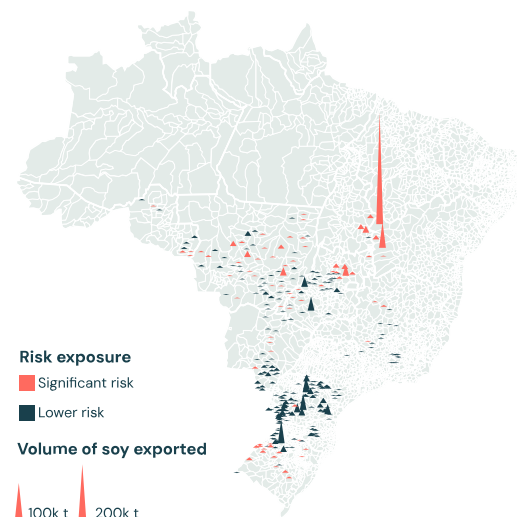 Risk exposure
Significant risk
Lower risk
Volume of soy exported
100k t 200k t